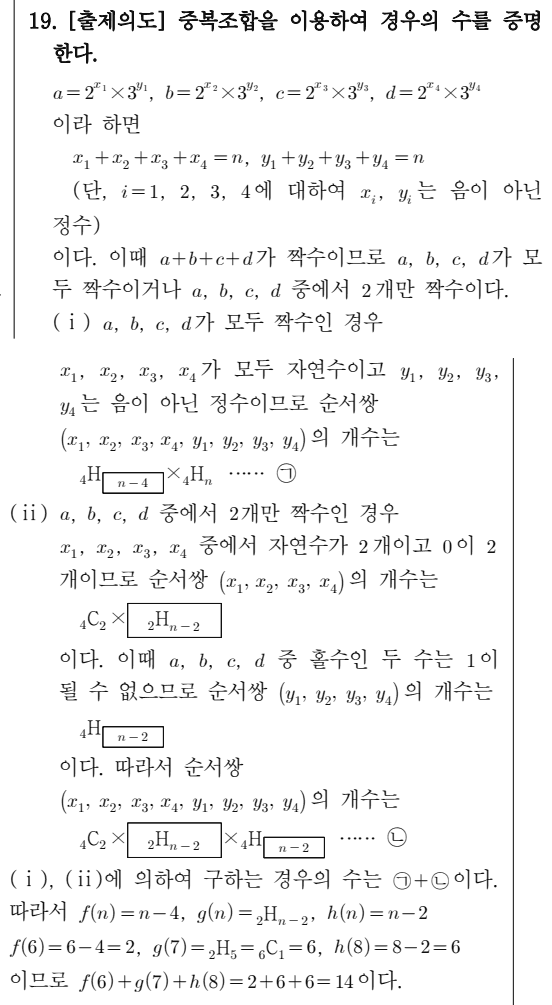 19. [출제의도] 중복조합을 이용하여 경우의 수를 증명
한다.
a=2^{x_1}×3^{y_1}, b=2^{x_2}×3^{y_2}, c=2^{x_3}×3^{y_3}, d=2^{x_4}×3^{y_4}
이라 하면
x_1+x_2+x_3+x_4=n, y_1+y_2+y_3+y_4=n
(단, i=1, 2, 3, 4에 대하여 x_i, y_i는 음이 아닌
정수)
이다. 이때 a+b+c+d가 짝수이므로 a, b, c, d가 모
두 짝수이거나 a, b, c, d 중에서 2개만 짝수이다.
(ⅰ) a, b, c, d가 모두 짝수인 경우
x_1, x_2, x_3, x_4가 모두 자연수이고 y_1, y_2, y_3,
y_4는 음이 아닌 정수이므로 순서쌍
(x_1, x_2, x_3, x_4, y_1, y_2, y_3, y_4)의 개수는
_4H_{n-4}×_4H_n …… ㉠
(ⅱ) a, b, c, d 중에서 2개만 짝수인 경우
x_1, x_2, x_3, x_4 중에서 자연수가 2개이고 0이 2
개이므로 순서쌍 (x_1, x_2, x_3, x_4)의 개수는
_4C_2×_2H_{n-2}
이다. 이때 a, b, c, d 중 홀수인 두 수는 1이
될 수 없으므로 순서쌍 (y_1, y_2, y_3, y_4)의 개수는
_4H_{n-2}
이다. 따라서 순서쌍
(x_1, x_2, x_3, x_4, y_1, y_2, y_3, y_4)의 개수는
_4C_2×_2H_{n-2}×_4H_{n-2} …… ㉡
(ⅰ), (ⅱ)에 의하여 구하는 경우의 수는 ㉠+㉡이다.
따라서 f(n)=n-4, g(n)=_2H_{n-2}, h(n)=n-2
f(6)=6-4=2, g(7)=_2H_5=_6C_1=6, h(8)=8-2=6
이므로 f(6)+g(7)+h(8)=2+6+6=14이다.